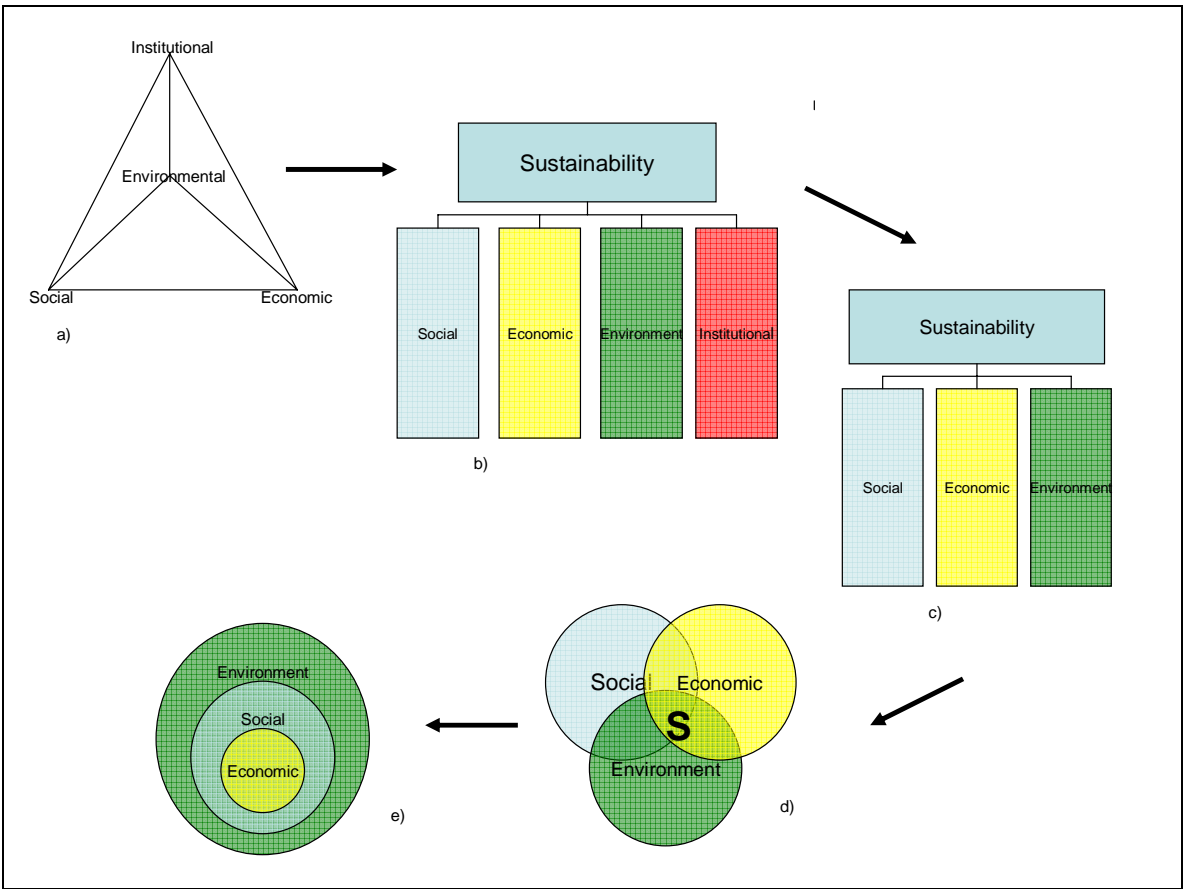 Institutional
Environmental
Social
Economic
a)
Sustainability
Social
Economic
Environment
Institutional
b)
Sustainability
Social
Economic
Environment
c)
Social
Economic
S
Environment
d)
Environment
Social
Economic
e)